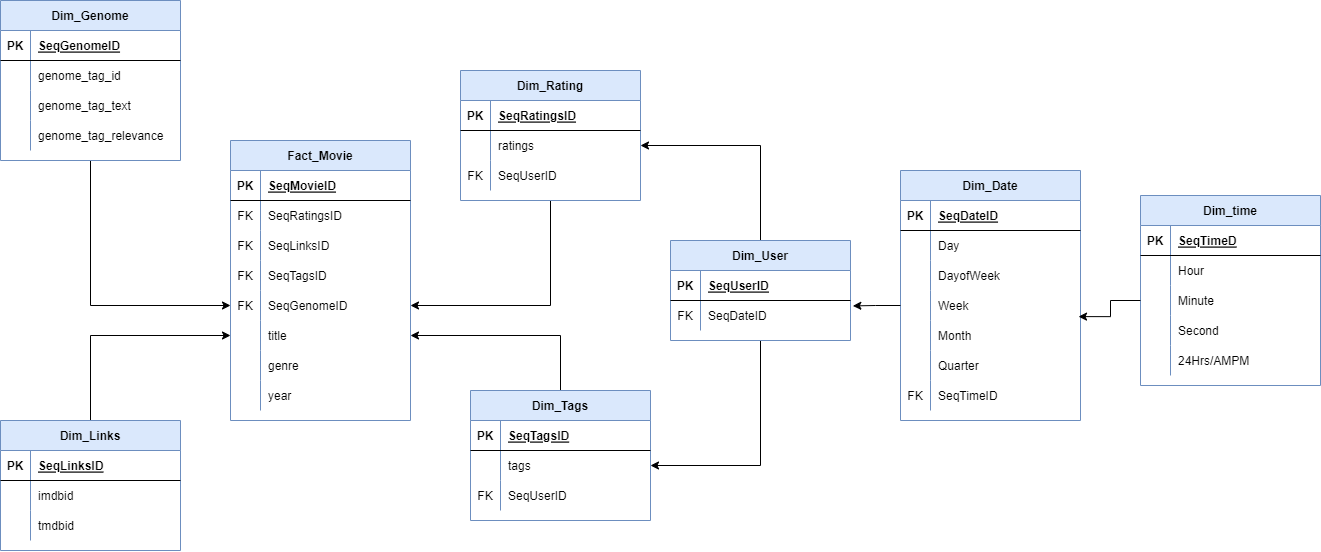 Dim_Genome
PK SeqGenomeID
genome_tag_id
genome_tag_text
genome_tag_relevance
Fact_Movie
PK SeqMovieID
FK SeqRatingsID
FK SeqLinksID
FK SeqTagsID
FK SeqGenomeID
title
genre
year
Dim_Links
PK SeqLinksID
imdbid
tmdbid
Dim_Rating
PK SeqRatingsID
ratings
FK SeqUserID
Dim_Tags
PK SeqTagsID
tags
FK SeqUserID
Dim_User
PK SeqUserID
FK SeqDateID
Dim_Date
PK SeqDateID
Day
DayofWeek
Week
Month
Quarter
FK SeqTimeID
Dim_time
PK SeqTimeD
Hour
Minute
Second
24Hrs/AMPM